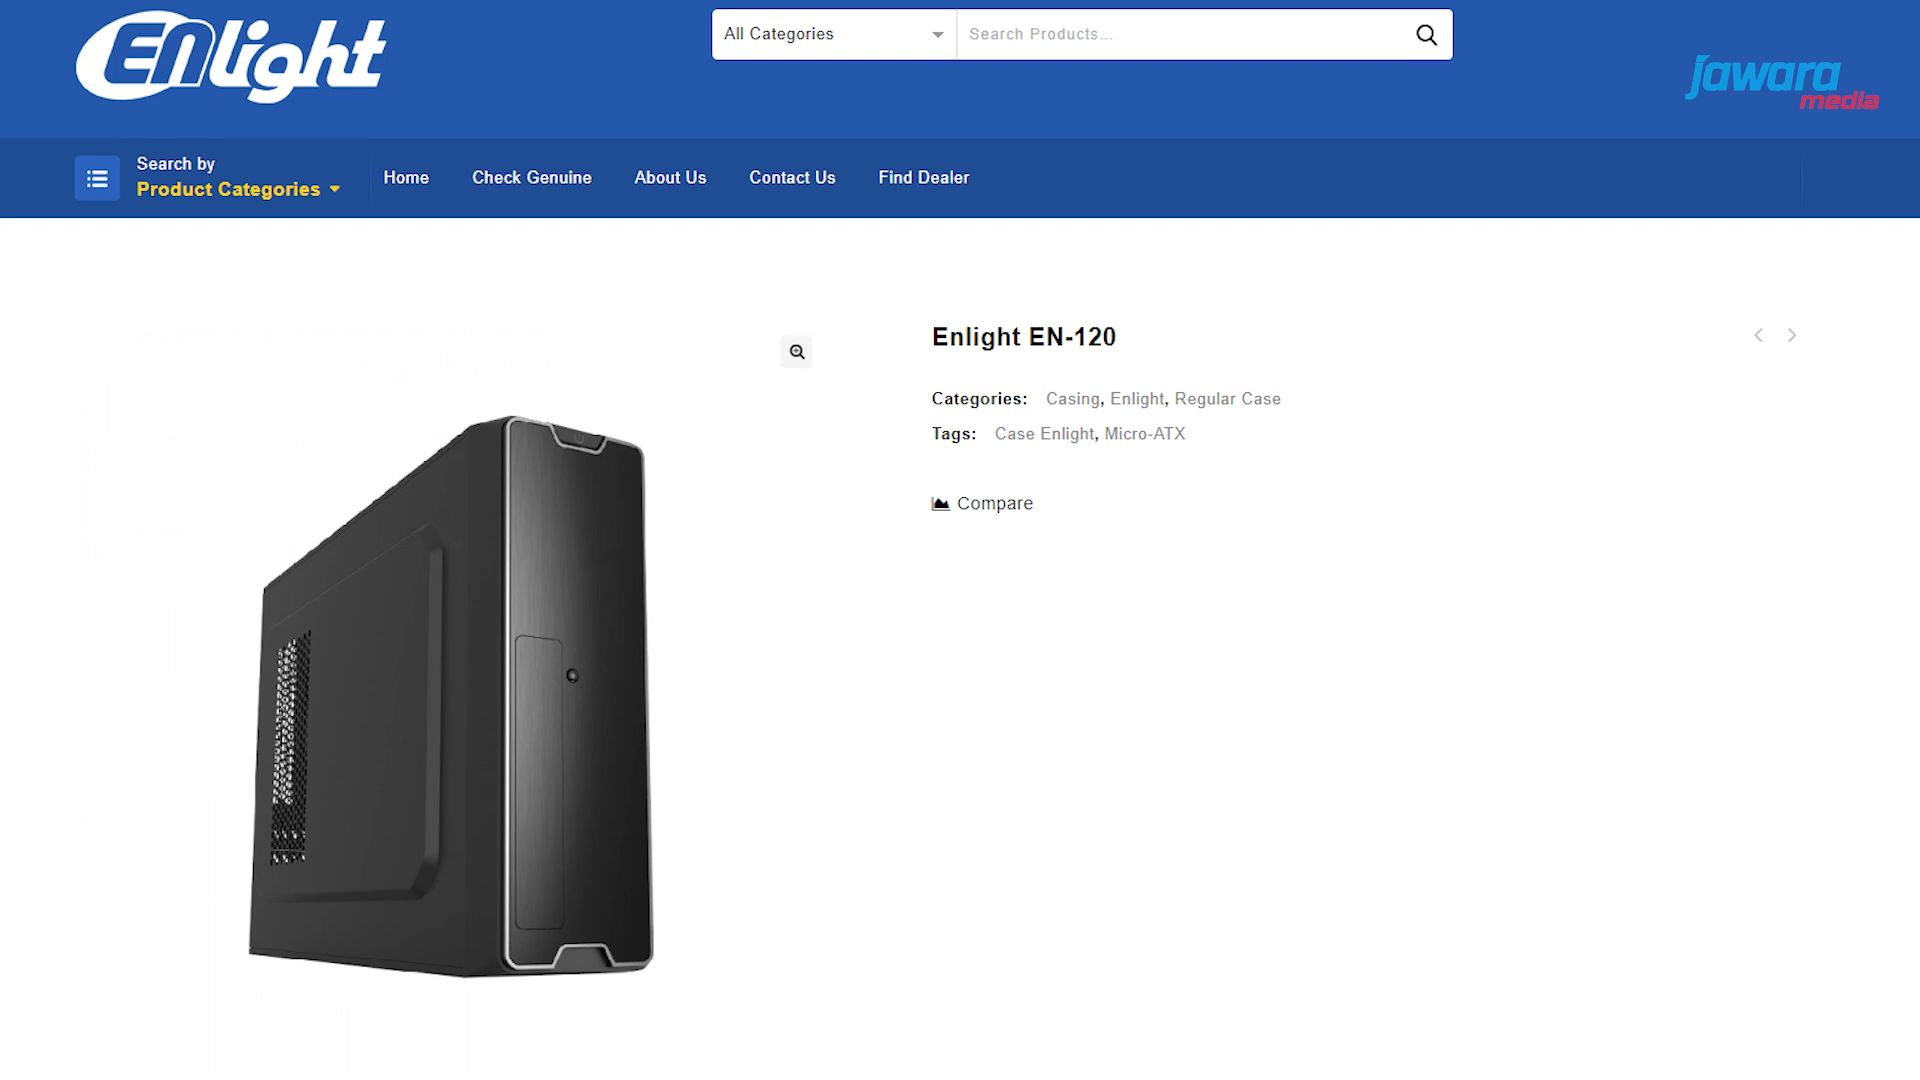 ENlight
All Categories
Search Products...
jawara
media
Search by
Product Categories
Home
Check Genuine
About Us
Contact Us
Find Dealer
Enlight EN-120
Categories: Casing, Enlight, Regular Case
Tags: Case Enlight, Micro-ATX
Compare